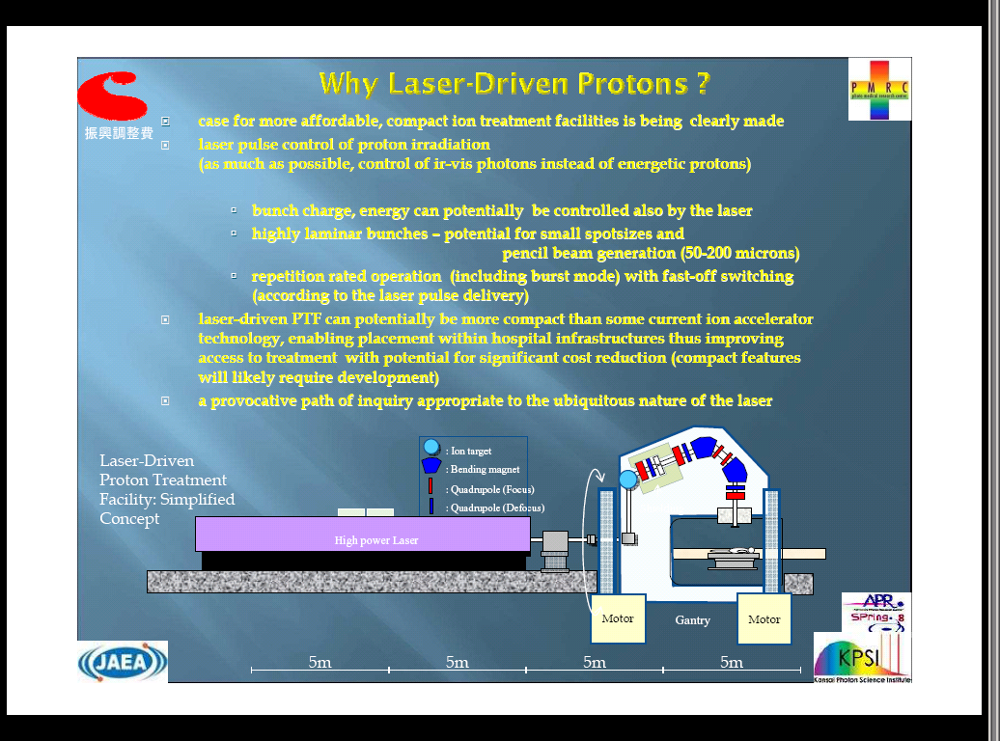 Why Laser-Driven Protons ?
P M R C
photo medical research center
振興調整費
case for more affordable, compact ion treatment facilities is being clearly made
laser pulse control of proton irradiation
(as much as possible, control of ir-vis photons instead of energetic protons)
bunch charge, energy can potentially be controlled also by the laser
highly laminar bunches – potential for small spotsizes and
pencil beam generation (50-200 microns)
repetition rated operation (including burst mode) with fast-off switching
(according to the laser pulse delivery)
laser-driven PTF can potentially be more compact than some current ion accelerator
technology, enabling placement within hospital infrastructures thus improving
access to treatment with potential for significant cost reduction (compact features
will likely require development)
a provocative path of inquiry appropriate to the ubiquitous nature of the laser
Laser-Driven
Proton Treatment
Facility: Simplified
Concept
: Ion target
: Bending magnet
: Quadrupole (Focus)
: Quadrupole (Defocus)
High power Laser
Motor
Gantry
Motor
APR
SPring-8
JAEA
KPSI
Kansai Photon Science Institute
5m
5m
5m
5m